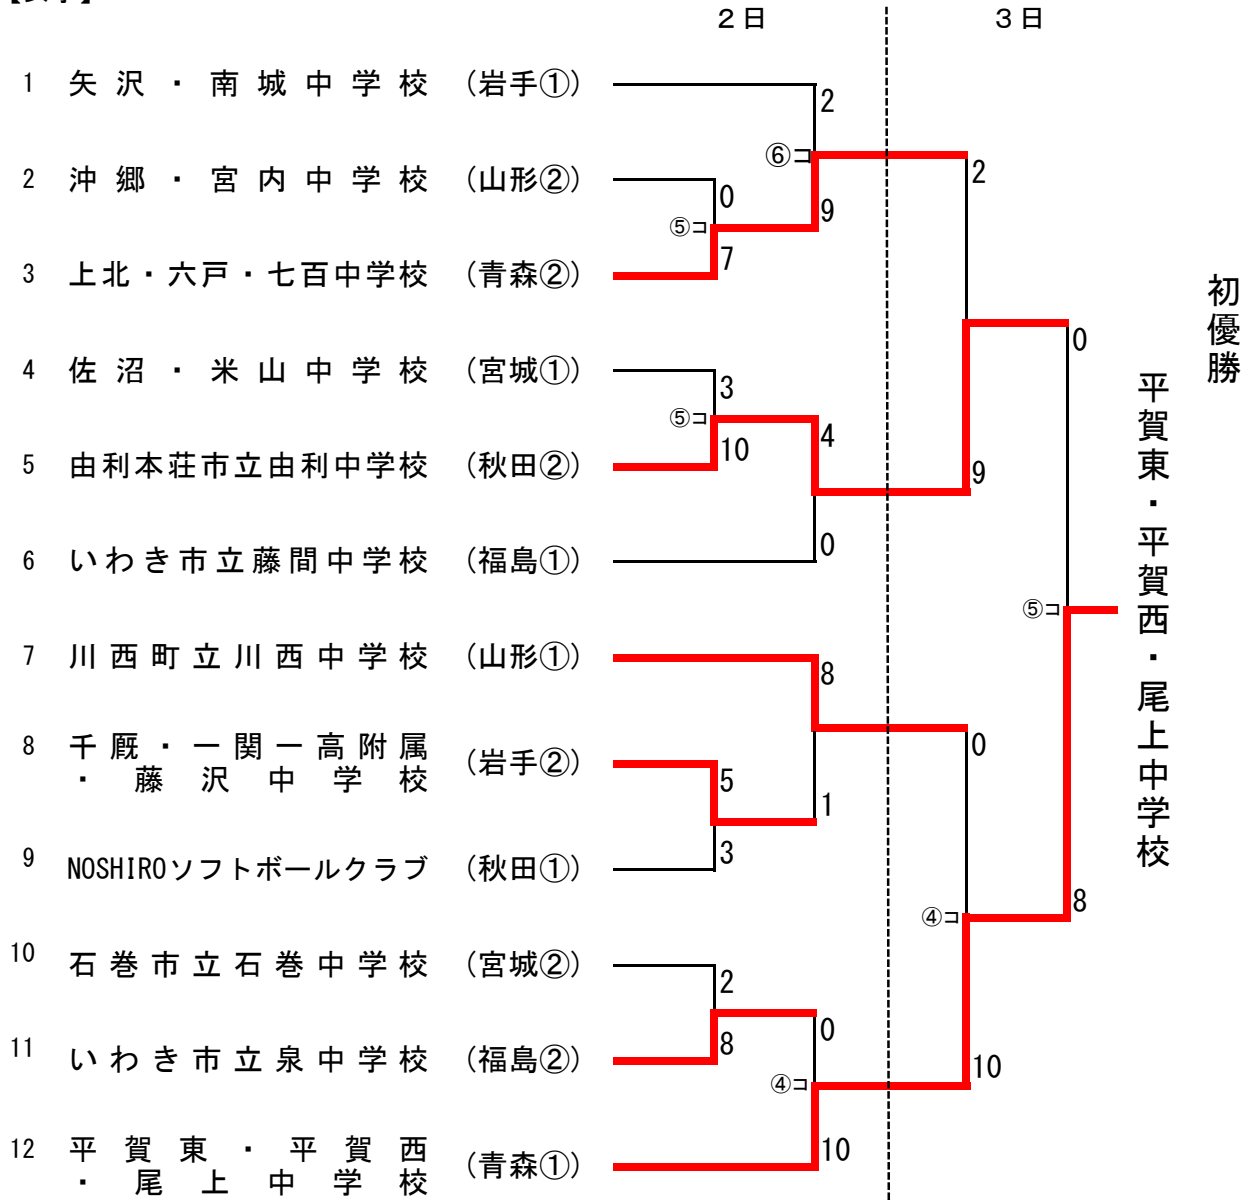 2日 3日
1 矢沢・南城中学校 (岩手①)
2
⑥コ
2 沖郷・宮内中学校 (山形②)
0
2
⑤コ
9
7
3 上北・六戸・七百中学校 (青森②)
初優勝
0
4 佐沼・米山中学校 (宮城①)
3
⑤コ
4
10
5 由利本荘市立由利中学校 (秋田②)
9
0
6 いわき市立藤間中学校 (福島①)
平賀東・平賀西・尾上中学校
⑤コ
7 川西町立川西中学校 (山形①)
8
0
8 千厩・一関一高附属
・藤沢中学校 (岩手②)
5
1
3
9 NOSHIROソフトボールクラブ (秋田①)
8
④コ
10 石巻市立石巻中学校 (宮城②)
2
0
8
11 いわき市立泉中学校 (福島②)
10
④コ
10
12 平賀東・平賀西
・尾上中学校 (青森①)